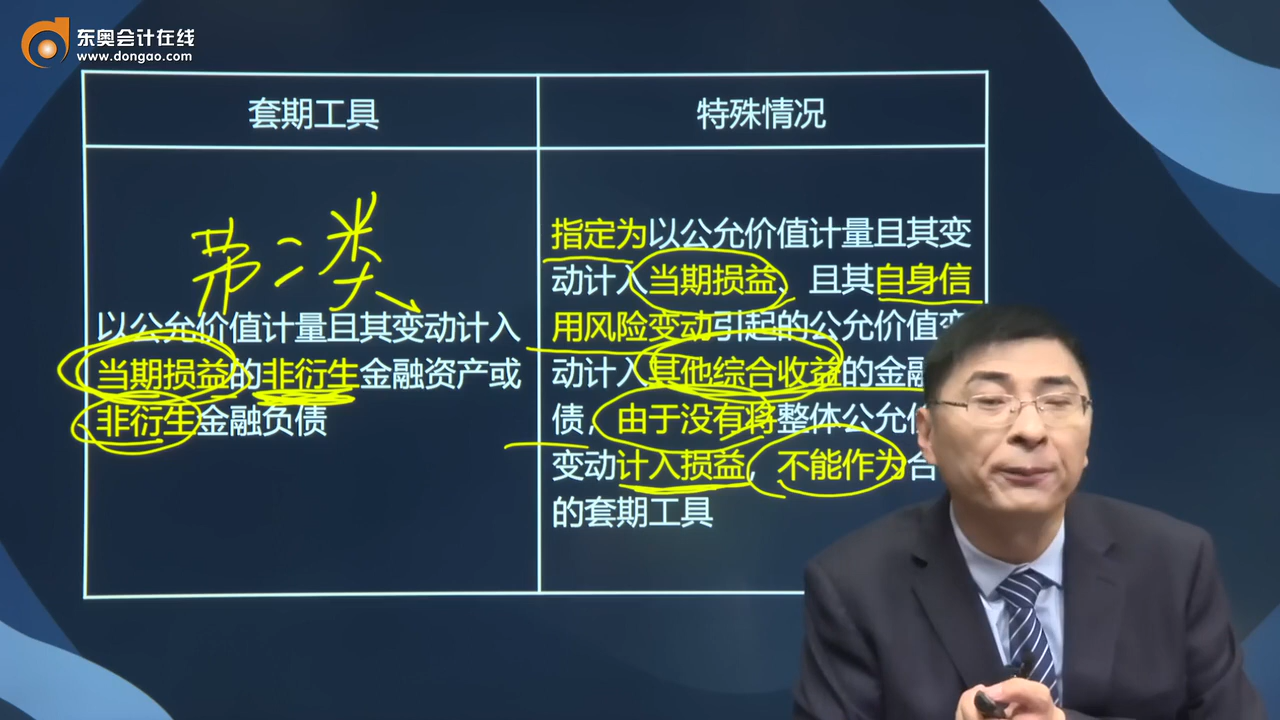 东奥会计在线
www.dongao.com
套期工具
特殊情况
第二类
以公允价值计量且其变动计入
当期损益的非衍生金融资产或
非衍生金融负债
指定为以公允价值计量且其变
动计入当期损益、且其自身信
用风险变动引起的公允价值变
动计入其他综合收益的金融
债，由于没有将整体公允价
变动计入损益，不能作为合
的套期工具